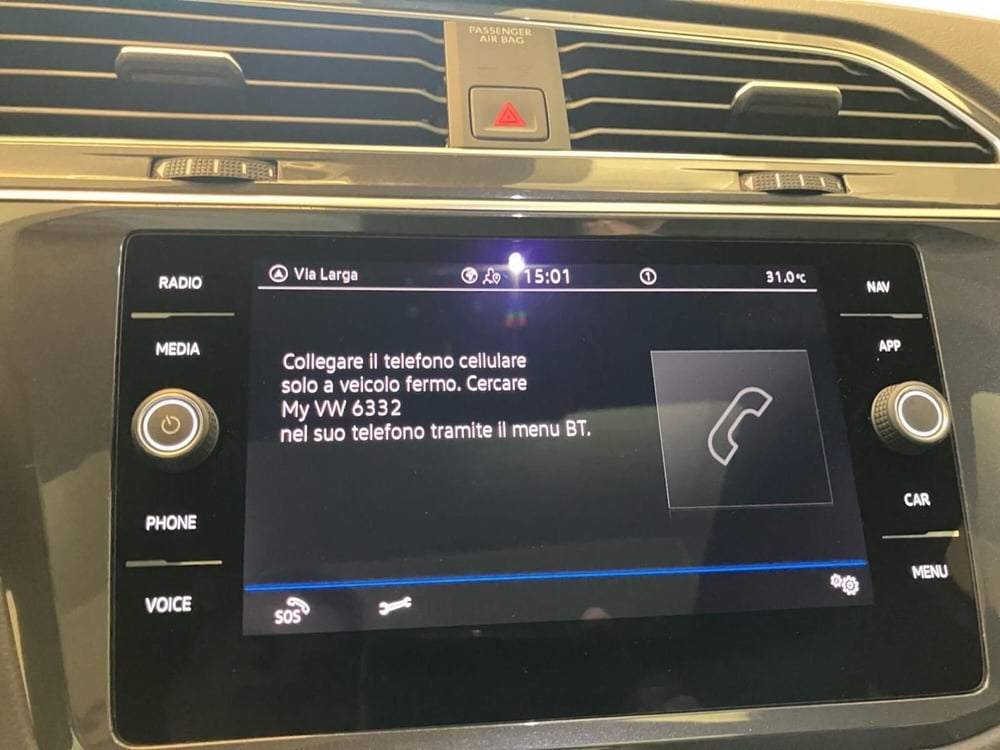 PASSENGER
AIR BAG
Via Larga
15:01
1
31.0°C
RADIO
MEDIA
PHONE
VOICE
Collegare il telefono cellulare
solo a veicolo fermo. Cercare
My VW 6332
nel suo telefono tramite il menu BT.
SOS
NAV
APP
CAR
MENU